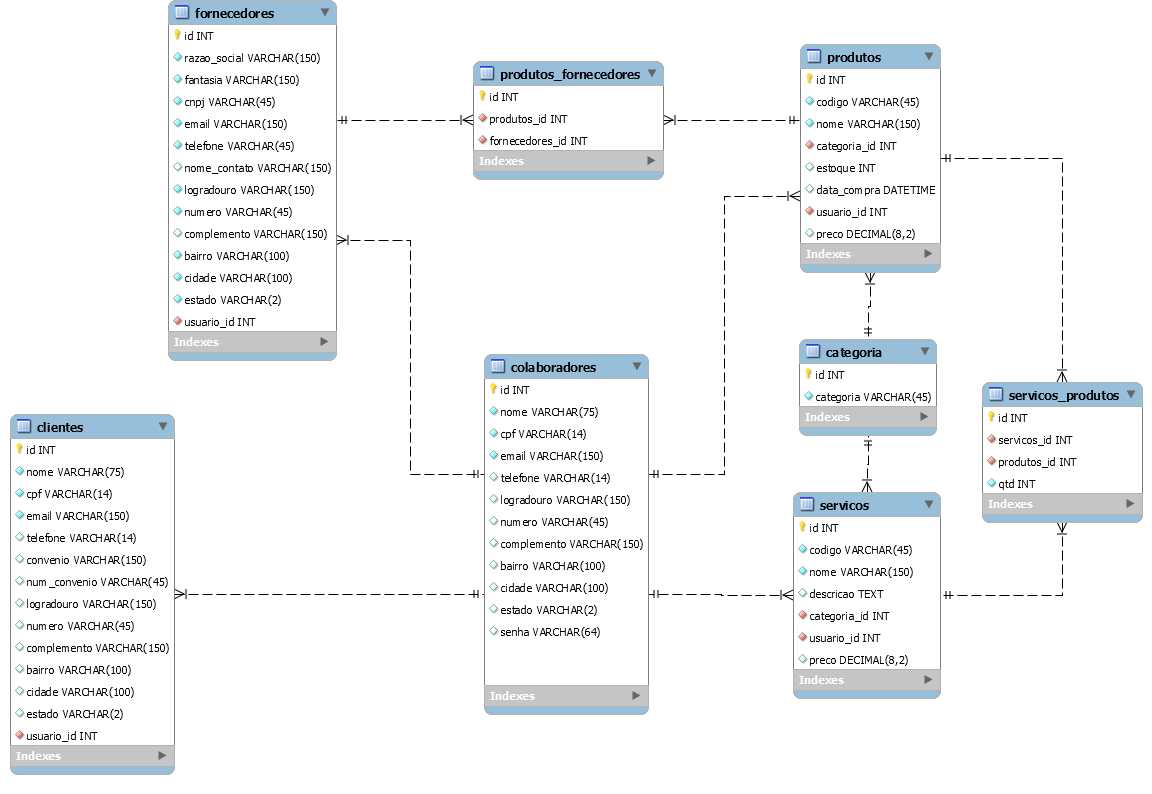 fornecedores
id INT
razao_social VARCHAR(150)
fantasia VARCHAR(150)
cnpj VARCHAR(45)
email VARCHAR(150)
telefone VARCHAR(45)
nome_contato VARCHAR(150)
logradouro VARCHAR(150)
numero VARCHAR(45)
complemento VARCHAR(150)
bairro VARCHAR(100)
cidade VARCHAR(100)
estado VARCHAR(2)
usuario_id INT
Indexes
produtos_fornecedores
id INT
produtos_id INT
fornecedores_id INT
Indexes
produtos
id INT
codigo VARCHAR(45)
nome VARCHAR(150)
categoria_id INT
estoque INT
data_compra DATETIME
usuario_id INT
preco DECIMAL(8,2)
Indexes
categoria
id INT
categoria VARCHAR(45)
Indexes
colaboradores
id INT
nome VARCHAR(75)
cpf VARCHAR(14)
email VARCHAR(150)
telefone VARCHAR(14)
logradouro VARCHAR(150)
numero VARCHAR(45)
complemento VARCHAR(150)
bairro VARCHAR(100)
cidade VARCHAR(100)
estado VARCHAR(2)
senha VARCHAR(64)
Indexes
servicos_produtos
id INT
servicos_id INT
produtos_id INT
qtd INT
Indexes
clientes
id INT
nome VARCHAR(75)
cpf VARCHAR(14)
email VARCHAR(150)
telefone VARCHAR(14)
convenio VARCHAR(150)
num_convenio VARCHAR(45)
logradouro VARCHAR(150)
numero VARCHAR(45)
complemento VARCHAR(150)
bairro VARCHAR(100)
cidade VARCHAR(100)
estado VARCHAR(2)
usuario_id INT
Indexes
servicos
id INT
codigo VARCHAR(45)
nome VARCHAR(150)
descricao TEXT
categoria_id INT
usuario_id INT
preco DECIMAL(8,2)
Indexes